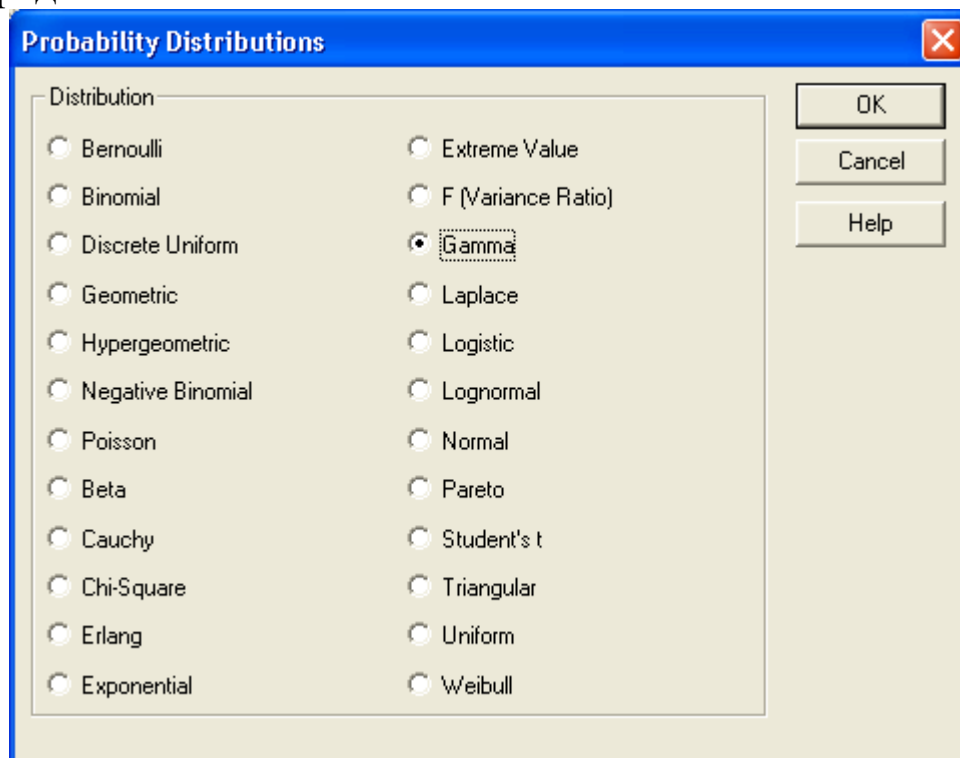 Probability Distributions
Distribution
Bernoulli
Binomial
Discrete Uniform
Geometric
Hypergeometric
Negative Binomial
Poisson
Beta
Cauchy
Chi-Square
Erlang
Exponential
Extreme Value
F (Variance Ratio)
Gamma
Laplace
Logistic
Lognormal
Normal
Pareto
Student's t
Triangular
Uniform
Weibull
OK
Cancel
Help